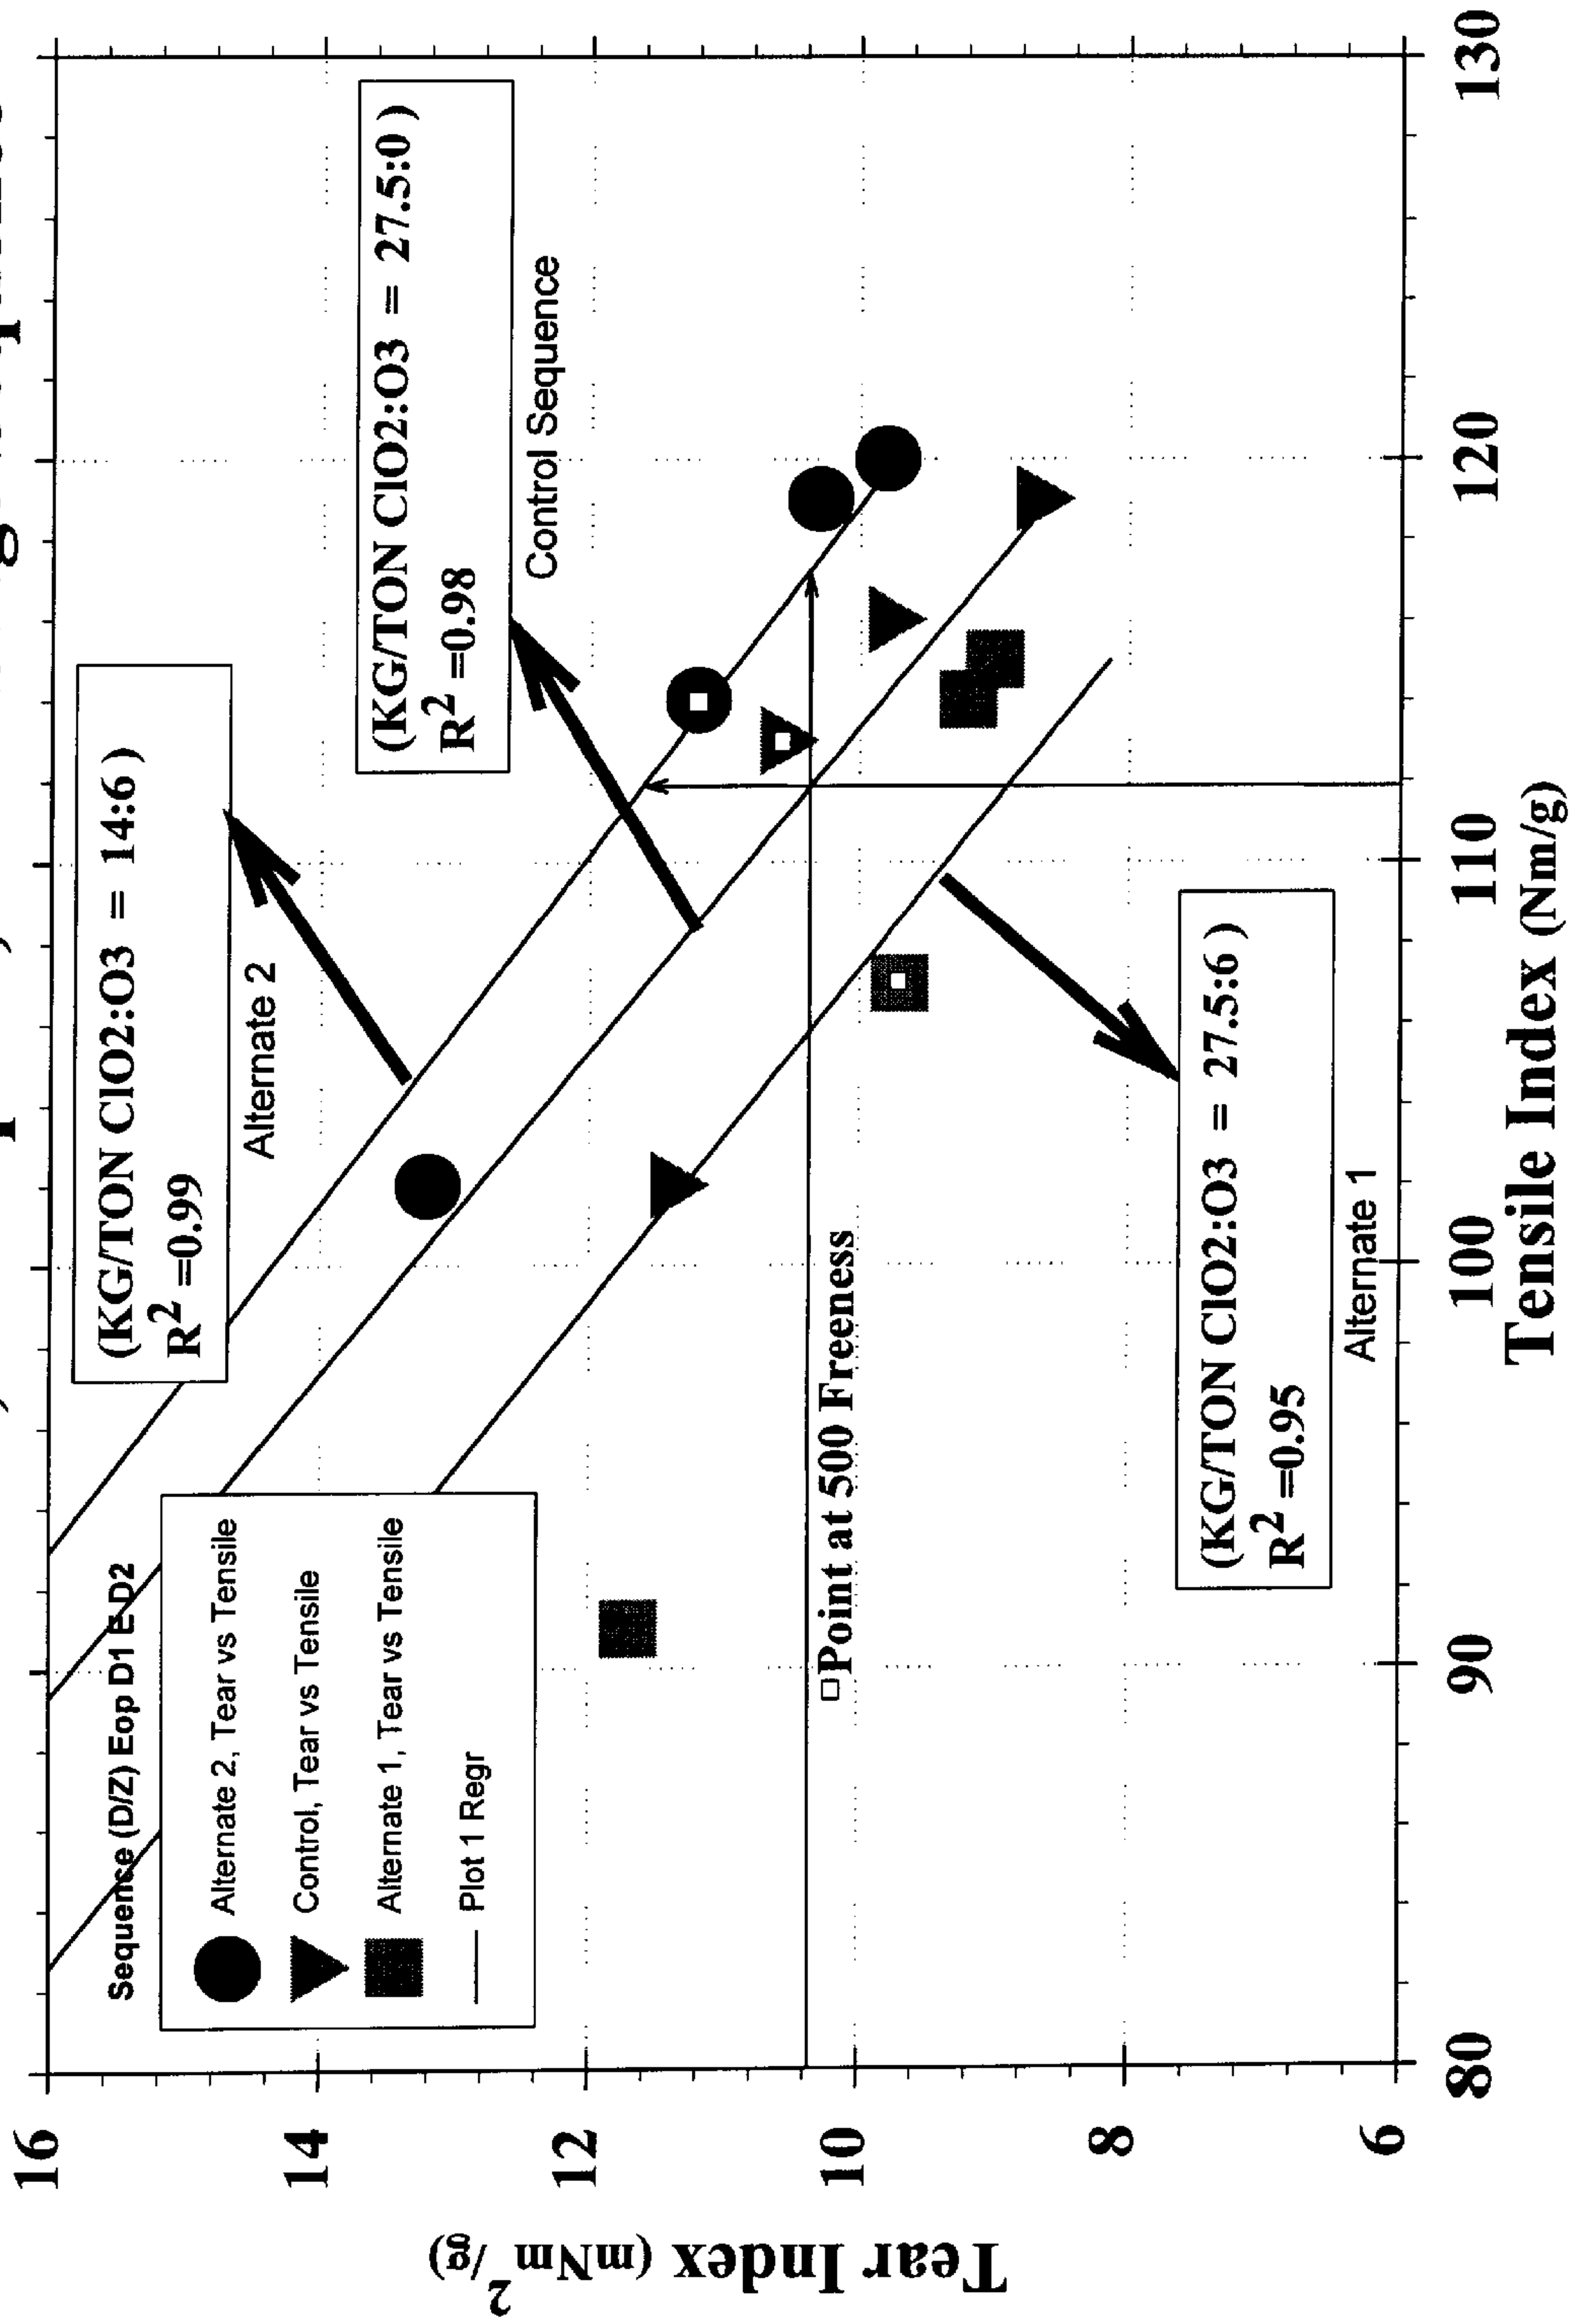 Sequence (D/Z) Eop D1 E D2
Alternate 2, Tear vs Tensile
Control, Tear vs Tensile
Alternate 1, Tear vs Tensile
Plot 1 Regr
(KG/TON ClO2:O3 = 14:6 )
R2 =0.99
Alternate 2
(KG/TON ClO2:O3 = 27.5:0 )
R2 =0.98
Control Sequence
Point at 500 Freeness
(KG/TON ClO2:O3 = 27.5:6 )
R2 =0.95
Alternate 1
16
14
12
10
8
6
Tear Index (mNm2/g)
80
90
100
110
120
130
Tensile Index (Nm/g)